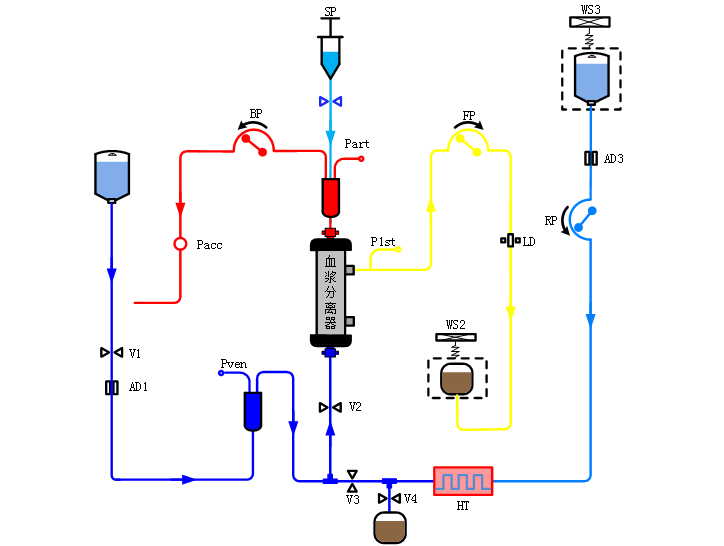 SP
WS3
BP
FP
Part
AD3
RP
Pacc
P1st
LD
血浆分离器
WS2
V1
Pven
AD1
V2
V3
V4
HT